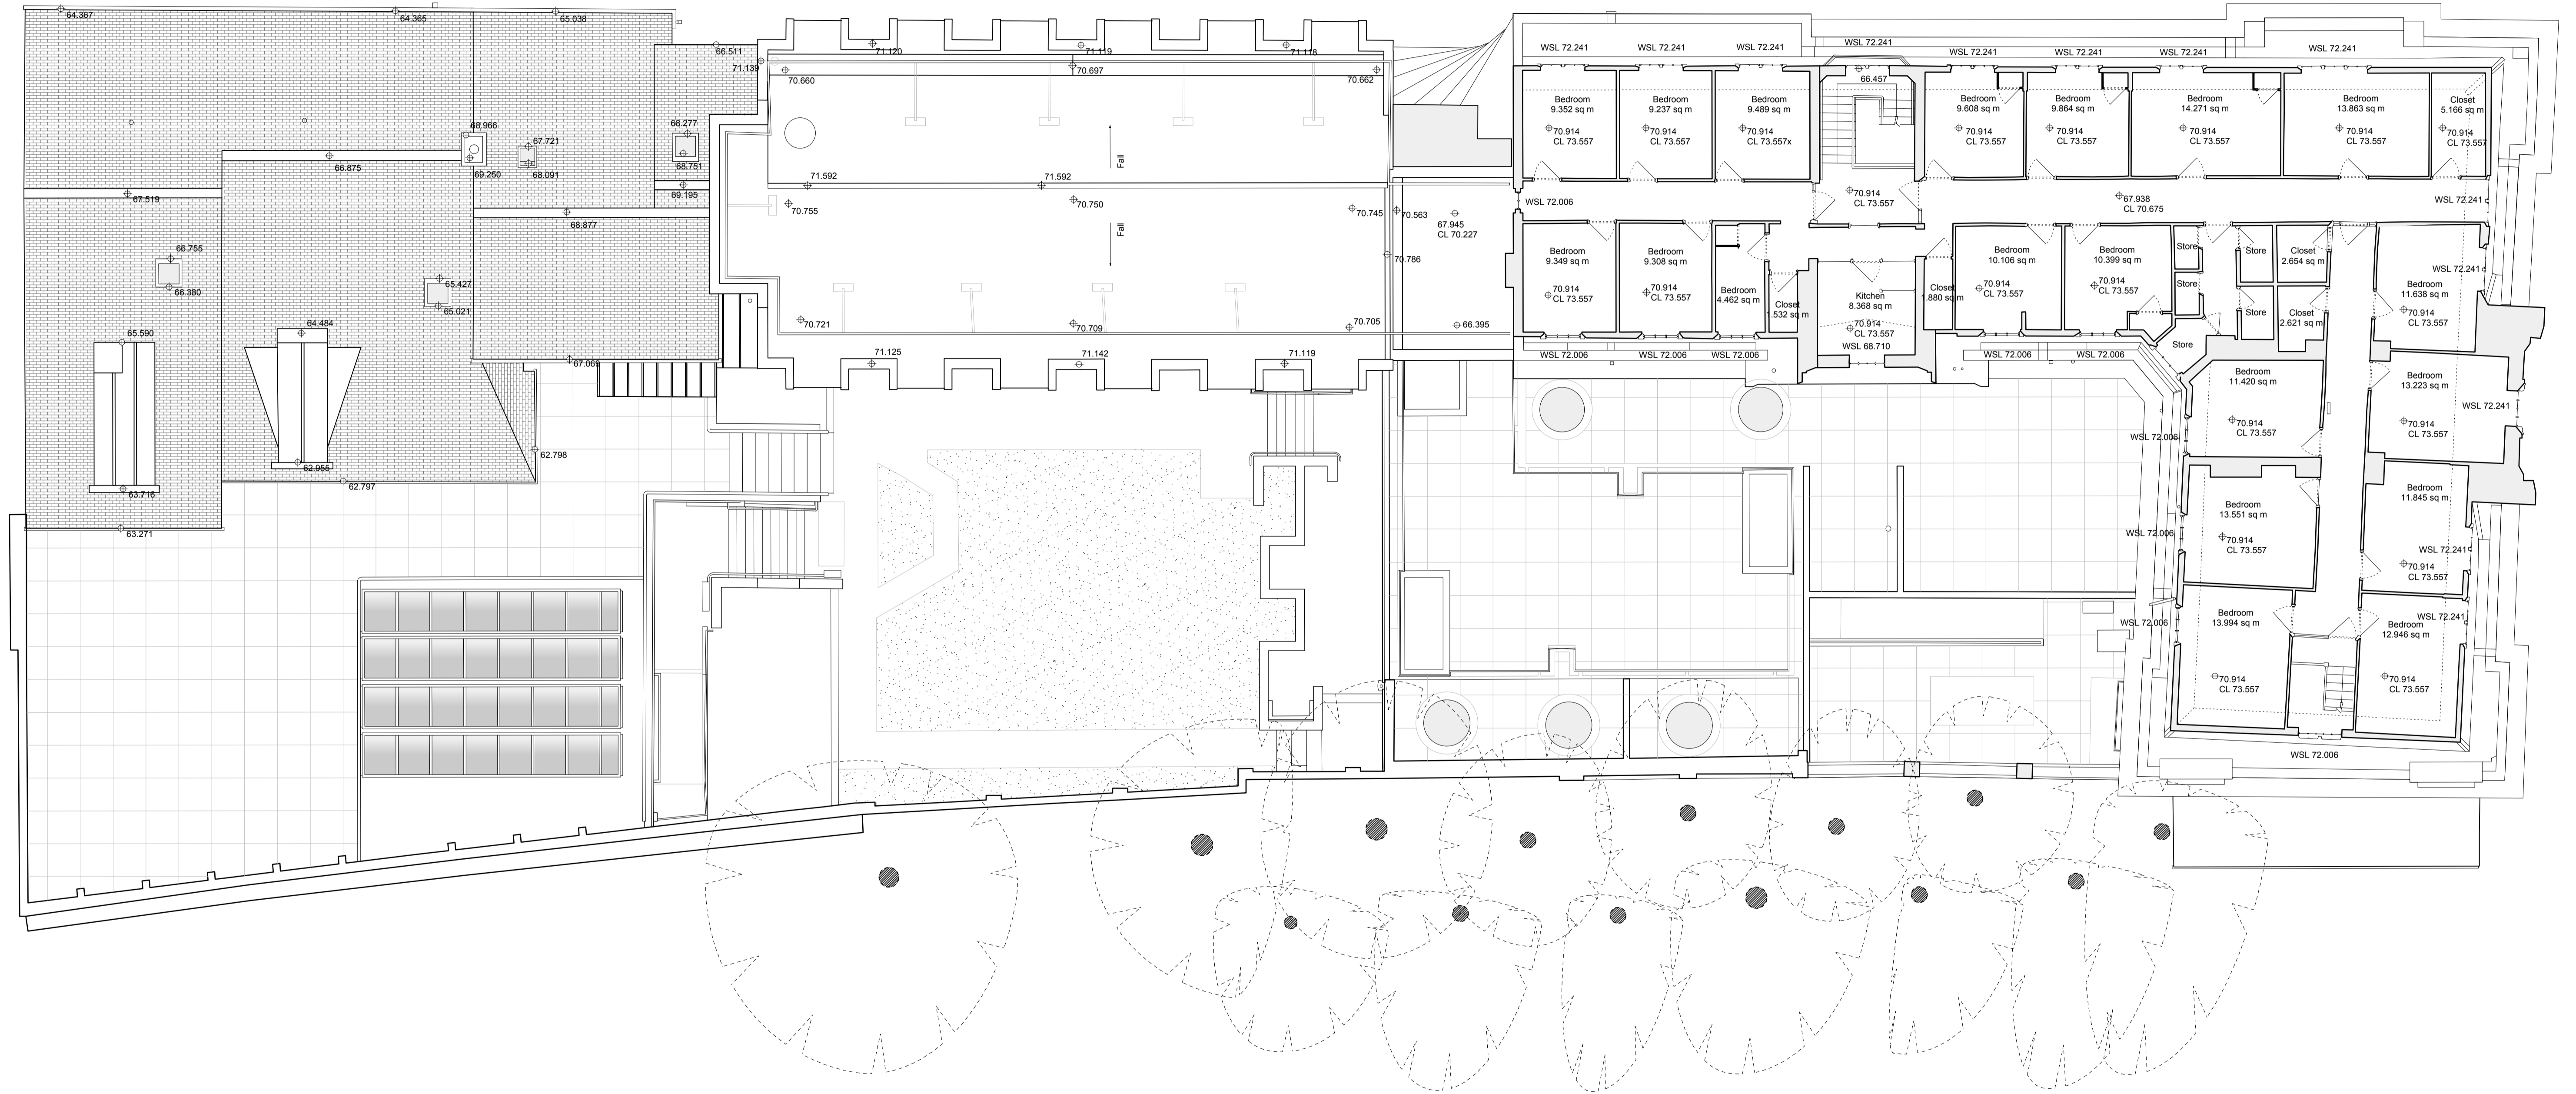 64.367
64.365
65.038
66.511
71.139
71.120
71.119
71.118
70.660
70.697
70.662
68.966
67.721
68.277
68.751
69.250
68.091
66.875
67.519
69.195
68.877
71.592
71.592
Fall
70.755
70.750
70.745
Fall
70.786
70.563
67.945
CL 70.227
66.395
66.755
66.380
65.427
65.021
65.590
64.484
70.721
70.709
70.705
71.125
71.142
71.119
67.069
62.798
62.955
62.797
63.716
63.271
WSL 72.241
WSL 72.241
WSL 72.241
WSL 72.241
WSL 72.241
WSL 72.241
WSL 72.241
WSL 72.241
66.457
Bedroom
9.352 sq m
70.914
CL 73.557
Bedroom
9.237 sq m
70.914
CL 73.557
Bedroom
9.489 sq m
70.914
CL 73.557x
Bedroom
9.608 sq m
70.914
CL 73.557
Bedroom
9.864 sq m
70.914
CL 73.557
Bedroom
14.271 sq m
70.914
CL 73.557
Bedroom
13.863 sq m
70.914
CL 73.557
Closet
5.166 sq m
70.914
CL 73.557
WSL 72.006
70.914
CL 73.557
67.938
CL 70.675
WSL 72.241
Bedroom
9.349 sq m
70.914
CL 73.557
Bedroom
9.308 sq m
70.914
CL 73.557
Bedroom
4.462 sq m
Closet
1.532 sq m
Kitchen
8.368 sq m
70.914
CL 73.557
WSL 68.710
Closet
1.880 sq m
Bedroom
10.106 sq m
70.914
CL 73.557
Bedroom
10.399 sq m
70.914
CL 73.557
Store
Store
Store
Store
Store
Closet
2.654 sq m
Closet
2.621 sq m
WSL 72.241
Bedroom
11.638 sq m
70.914
CL 73.557
WSL 72.006
WSL 72.006
WSL 72.006
WSL 72.006
WSL 72.006
Bedroom
11.420 sq m
70.914
CL 73.557
Bedroom
13.223 sq m
70.914
CL 73.557
WSL 72.241
WSL 72.006
Bedroom
13.551 sq m
70.914
CL 73.557
Bedroom
11.845 sq m
70.914
CL 73.557
WSL 72.241
WSL 72.006
Bedroom
13.994 sq m
70.914
CL 73.557
WSL 72.006
Bedroom
12.946 sq m
70.914
CL 73.557
WSL 72.241
WSL 72.006